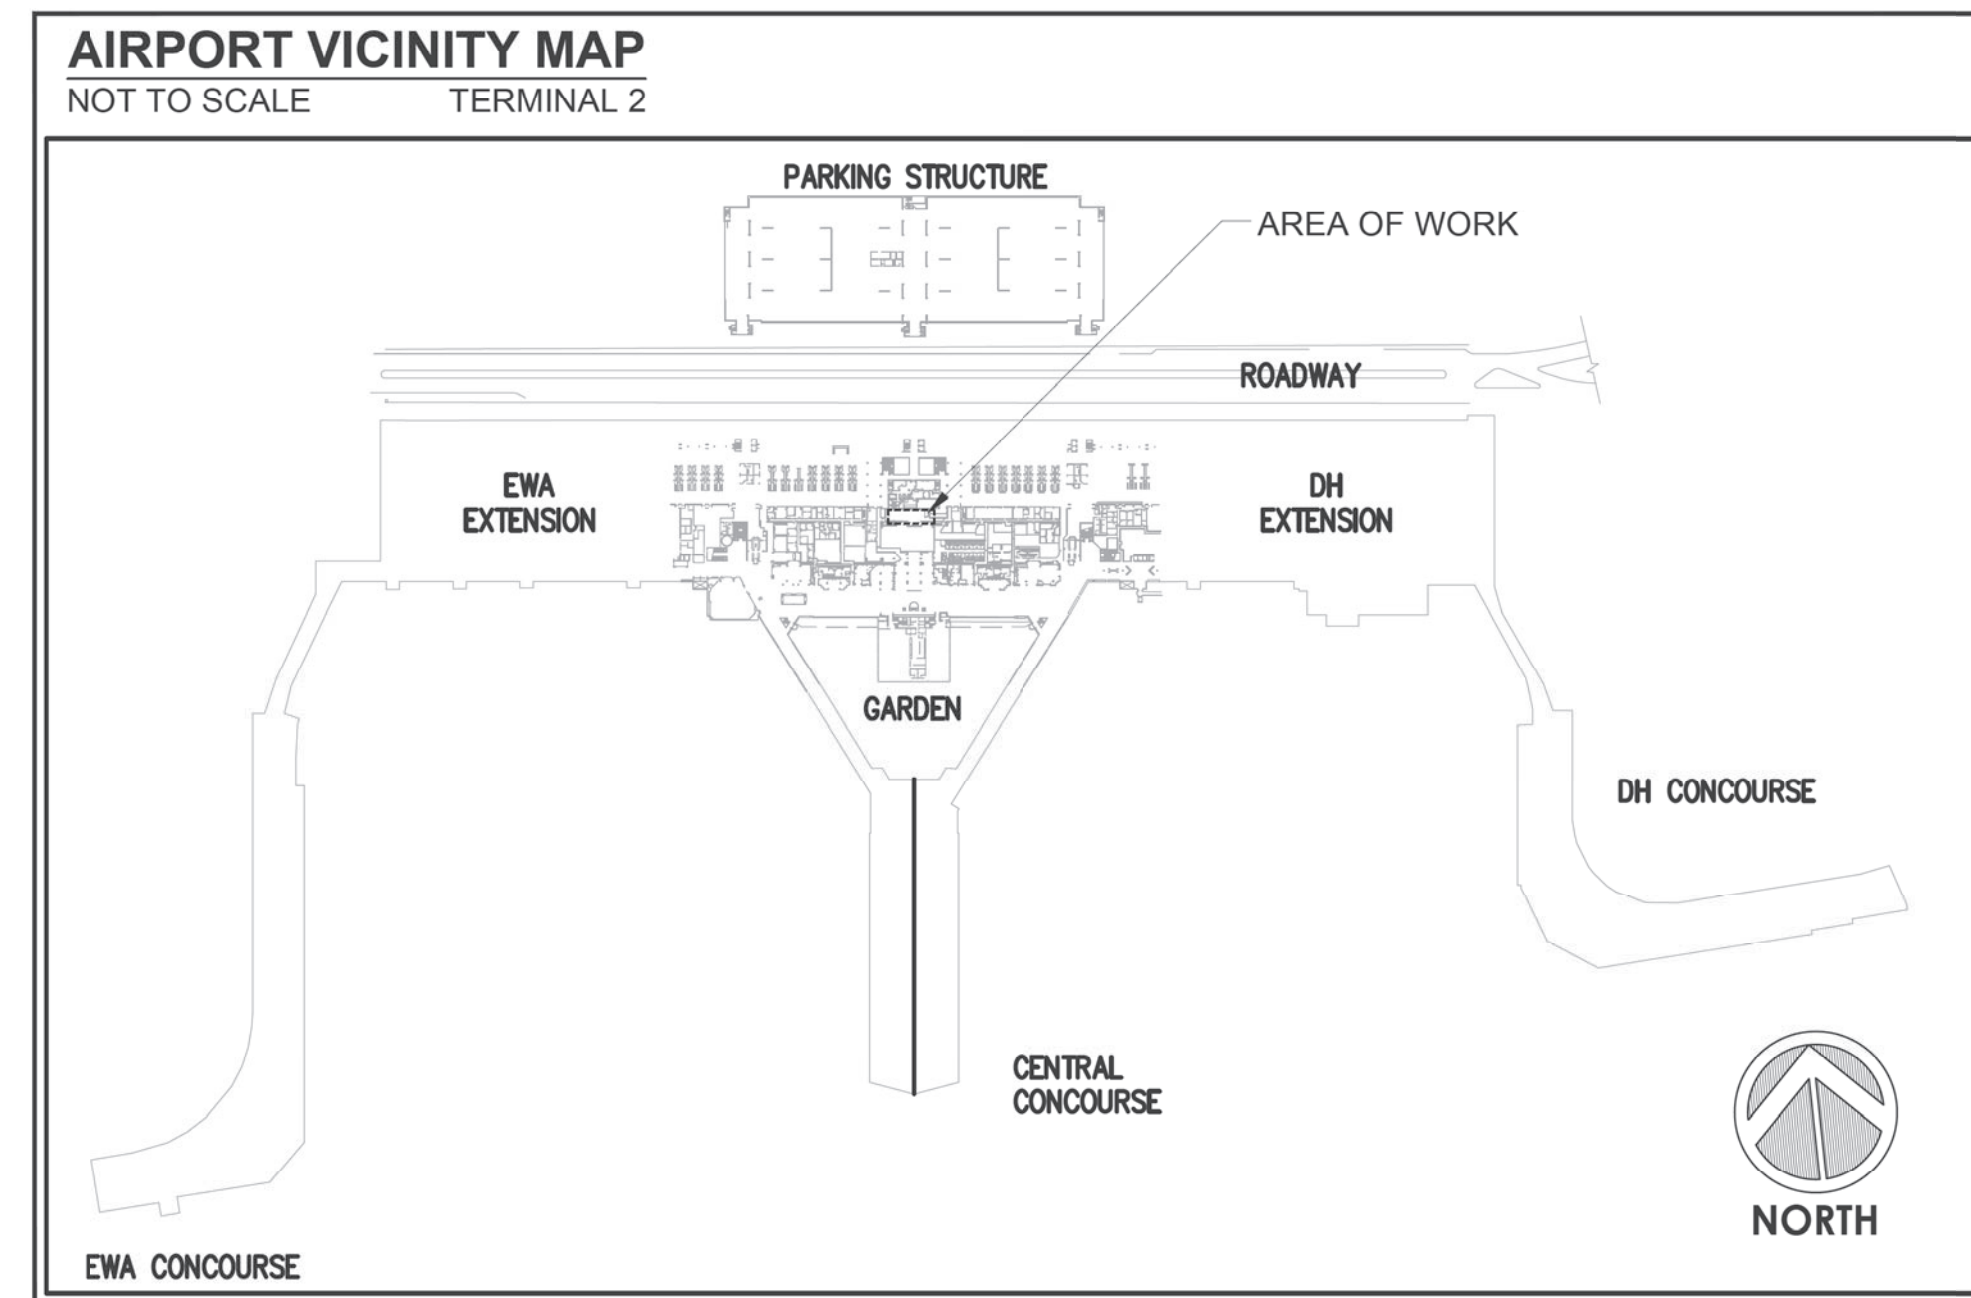 AIRPORT VICINITY MAP
NOT TO SCALE TERMINAL 2
PARKING STRUCTURE
AREA OF WORK
ROADWAY
EWA
EXTENSION
DH
EXTENSION
GARDEN
DH CONCOURSE
CENTRAL
CONCOURSE
NORTH
EWA CONCOURSE